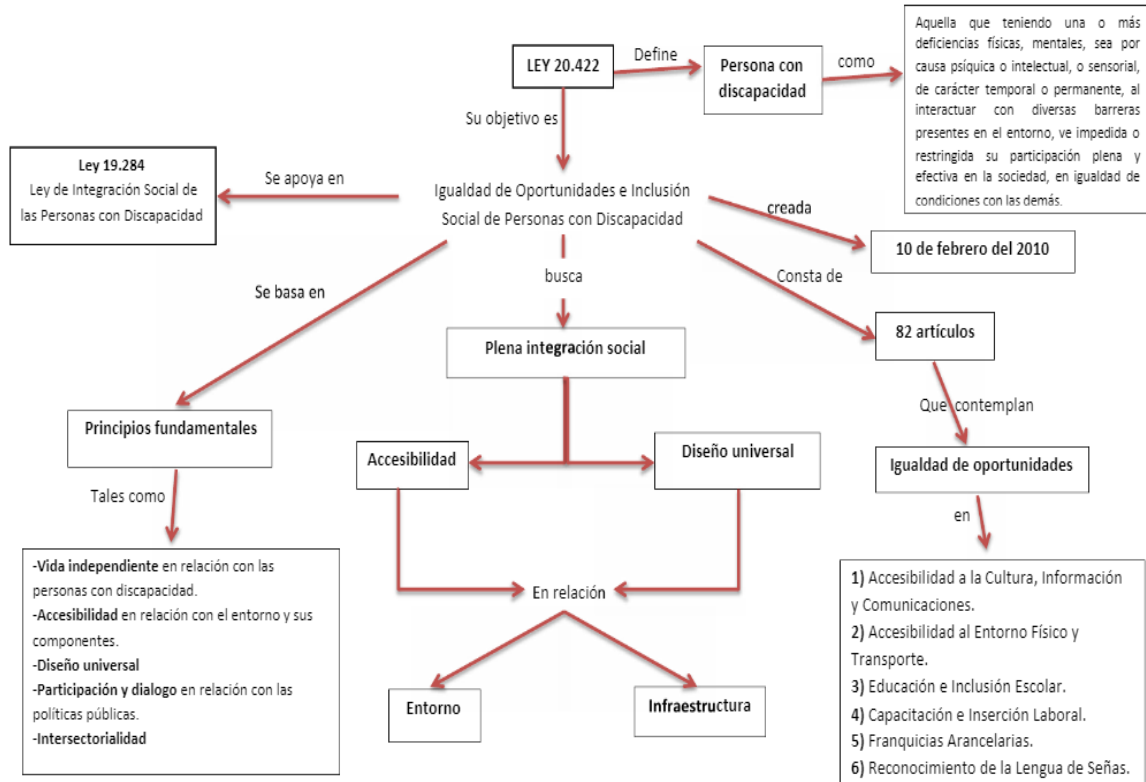 LEY 20.422
Define
Persona con
discapacidad
como
Aquella que teniendo una o más
deficiencias físicas, mentales, sea por
causa psíquica o intelectual, o sensorial,
de carácter temporal o permanente, al
interactuar con diversas barreras
presentes en el entorno, ve impedida o
restringida su participación plena y
efectiva en la sociedad, en igualdad de
condiciones con las demás.
Su objetivo es
Ley 19.284
Ley de Integración Social de
las Personas con Discapacidad
Se apoya en
Igualdad de Oportunidades e Inclusión
Social de Personas con Discapacidad
creada
10 de febrero del 2010
Se basa en
busca
Consta de
82 artículos
Plena integración social
Que contemplan
Principios fundamentales
Accesibilidad
Diseño universal
Igualdad de oportunidades
Tales como
en
-Vida independiente en relación con las
personas con discapacidad.
-Accesibilidad en relación con el entorno y sus
componentes.
-Diseño universal
-Participación y dialogo en relación con las
políticas públicas.
-Intersectorialidad
En relación
Entorno
Infraestructura
1) Accesibilidad a la Cultura, Información
y Comunicaciones.
2) Accesibilidad al Entorno Físico y
Transporte.
3) Educación e Inclusión Escolar.
4) Capacitación e Inserción Laboral.
5) Franquicias Arancelarias.
6) Reconocimiento de la Lengua de Señas.